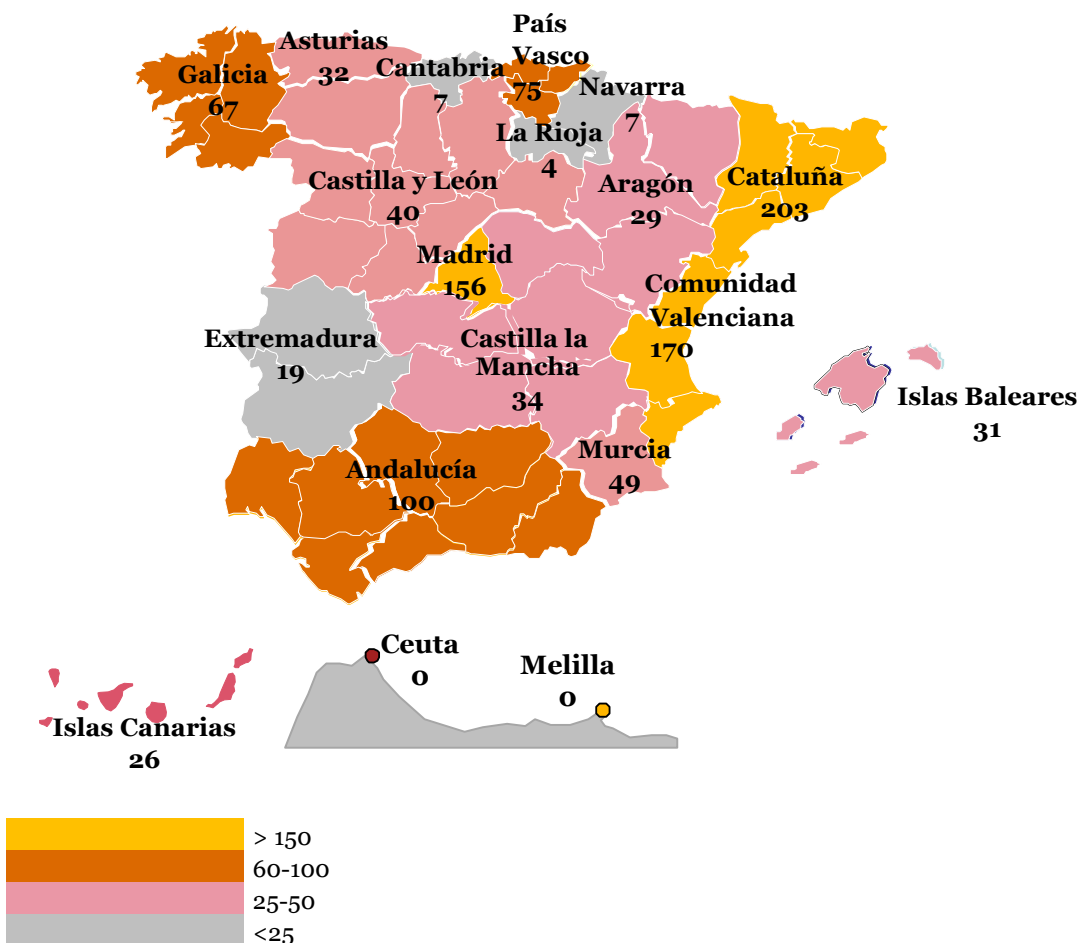 País
Vasco
75
Asturias
32
Cantabria
7
Galicia
67
Navarra
7
La Rioja
4
Castilla y León
40
Aragón
29
Cataluña
203
Madrid
156
Comunidad
Valenciana
170
Extremadura
19
Castilla la
Mancha
34
Islas Baleares
31
Andalucía
100
Murcia
49
Ceuta
0
Melilla
0
Islas Canarias
26
> 150
60-100
25-50
<25